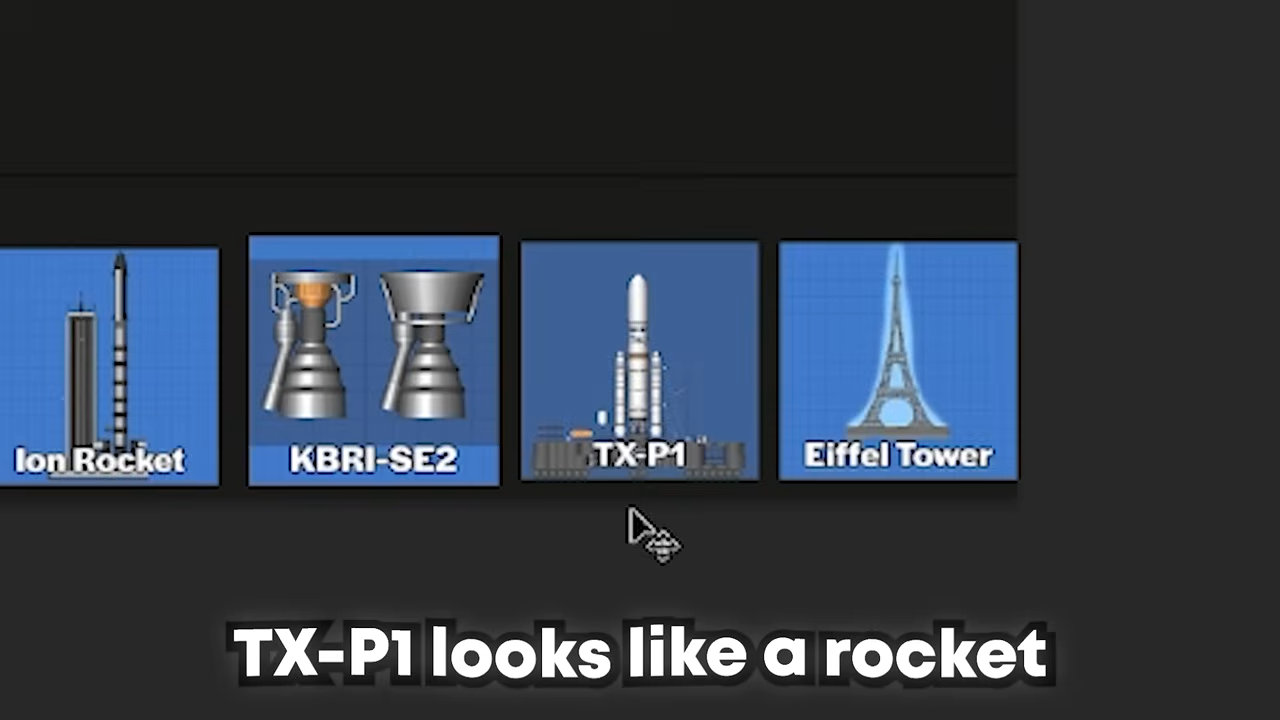 Ion Rocket
KBRI-SE2
TX-P1
Eiffel Tower
TX-P1 looks like a rocket